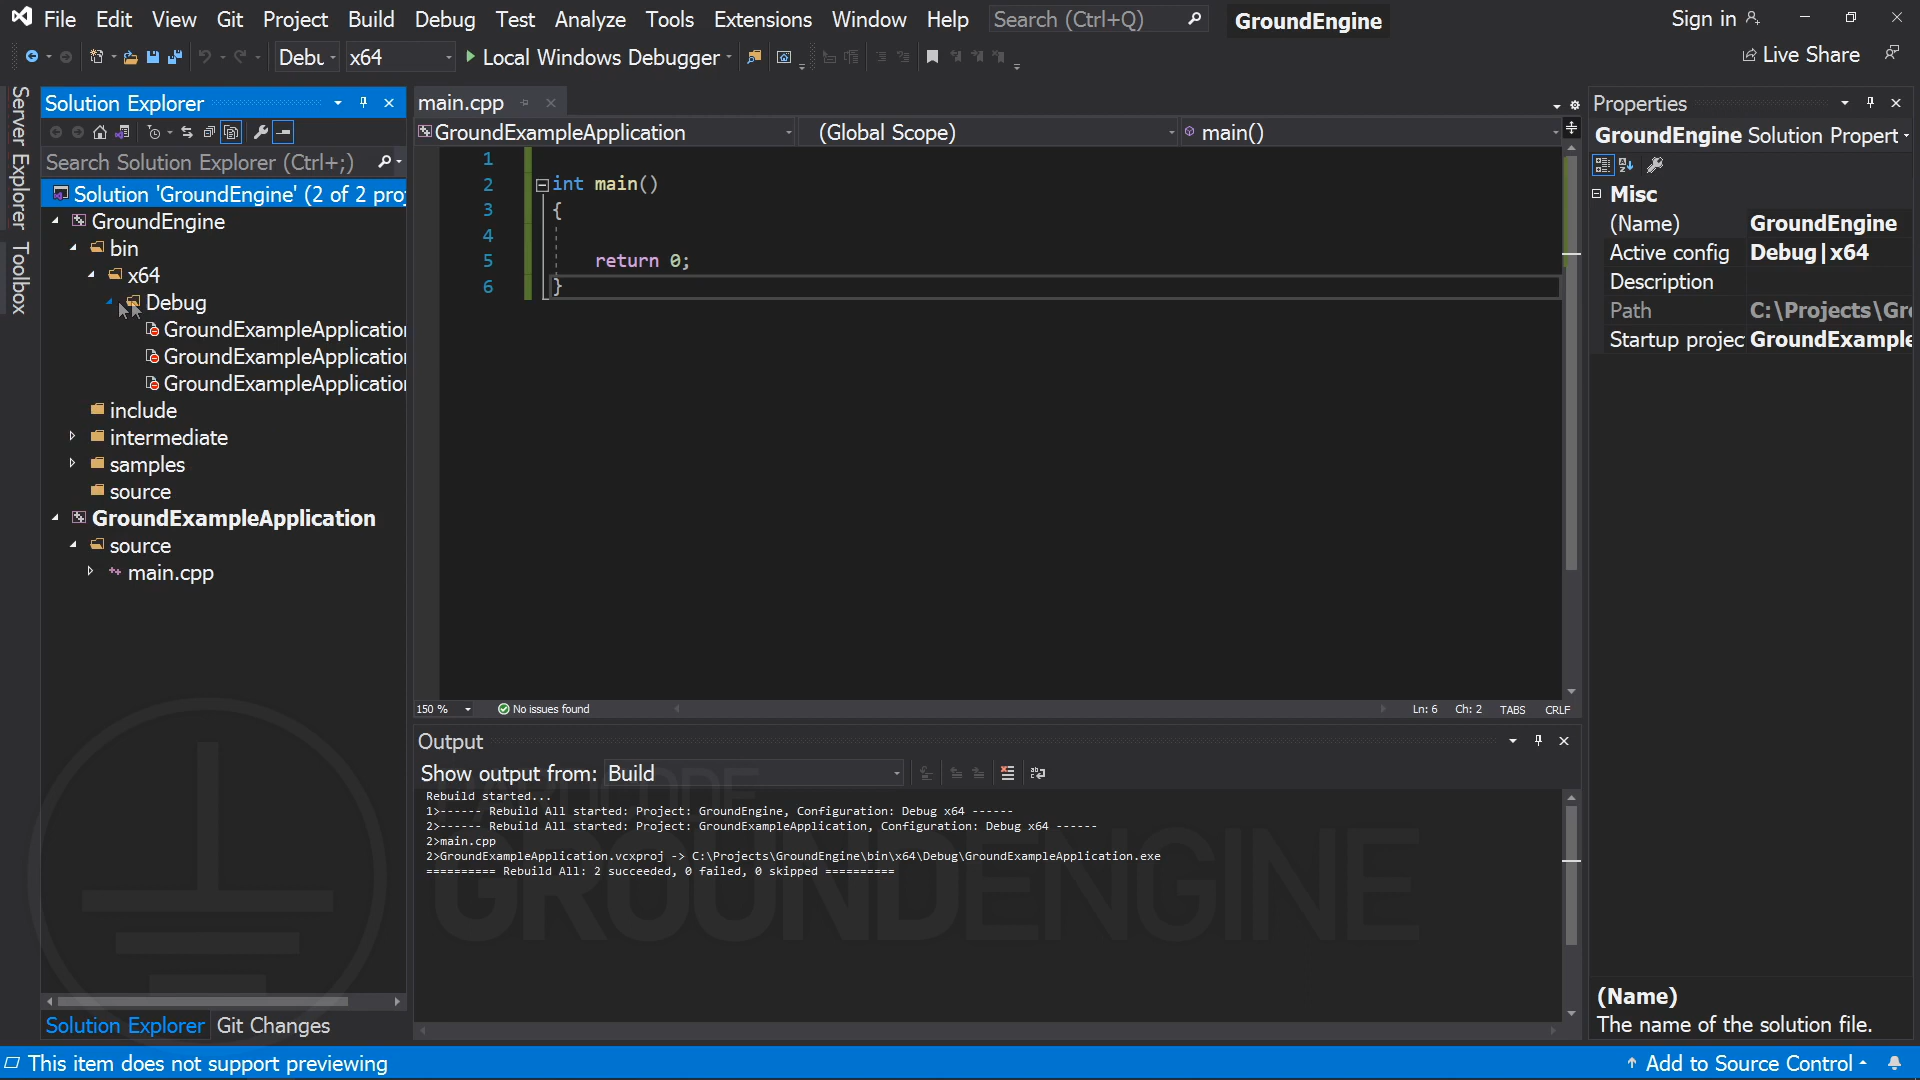 File Edit View Git Project Build Debug Test Analyze Tools Extensions Window Help Search (Ctrl+Q) GroundEngine Sign in
Debu x64 Local Windows Debugger Live Share
Server Explorer
Toolbox
Solution Explorer
Search Solution Explorer (Ctrl+;)
Solution 'GroundEngine' (2 of 2 proj
GroundEngine
bin
x64
Debug
GroundExampleApplication
GroundExampleApplication
GroundExampleApplication
include
intermediate
samples
source
GroundExampleApplication
source
main.cpp
Solution Explorer Git Changes
main.cpp
GroundExampleApplication (Global Scope) main()
1
2 int main()
3 {
4
5 return 0;
6 }
150 % No issues found Ln: 6 Ch: 2 TABS CRLF
Output
Show output from: Build
Rebuild started...
1>------ Rebuild All started: Project: GroundEngine, Configuration: Debug x64 ------
2>------ Rebuild All started: Project: GroundExampleApplication, Configuration: Debug x64 ------
2>main.cpp
2>GroundExampleApplication.vcxproj -> C:\Projects\GroundEngine\bin\x64\Debug\GroundExampleApplication.exe
========== Rebuild All: 2 succeeded, 0 failed, 0 skipped ==========
GROUNDENGINE
Properties
GroundEngine Solution Propert
Misc
(Name) GroundEngine
Active config Debug|x64
Description
Path C:\Projects\Gr
Startup projec GroundExample
(Name)
The name of the solution file.
This item does not support previewing Add to Source Control